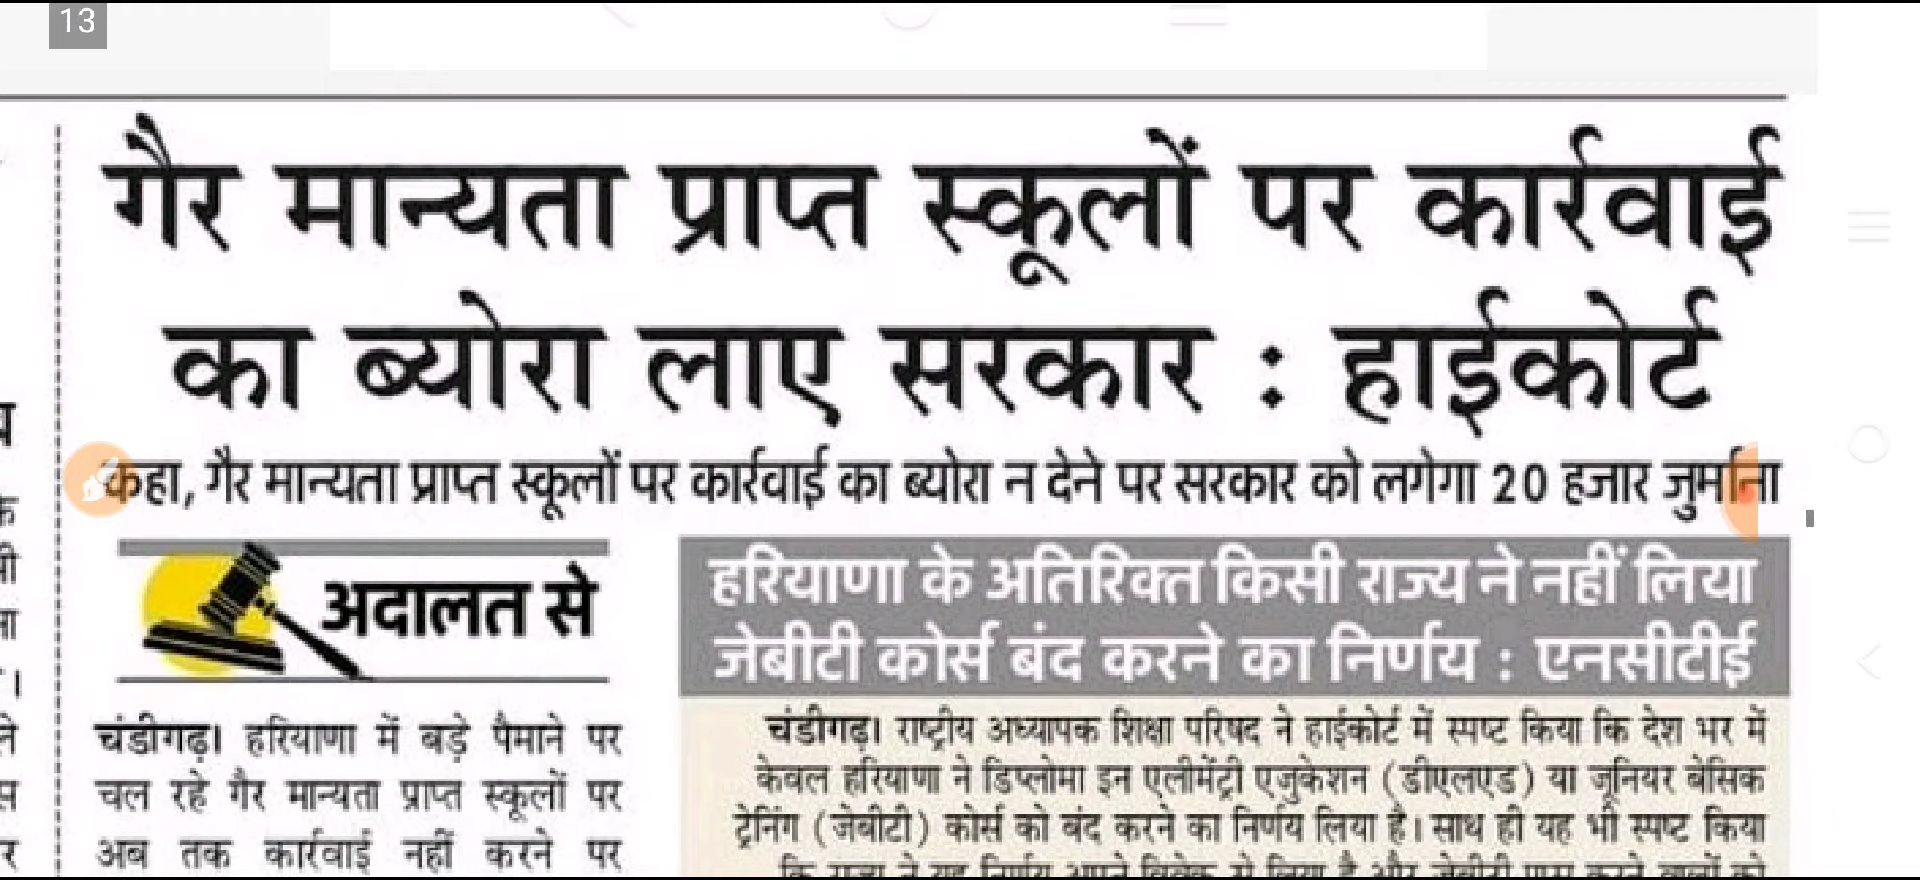 13
गैर मान्यता प्राप्त स्कूलों पर कार्रवाई
का ब्योरा लाए सरकार : हाईकोर्ट
कहा, गैर मान्यता प्राप्त स्कूलों पर कार्रवाई का ब्योरा न देने पर सरकार को लगेगा 20 हजार जुर्माना
अदालत से
चंडीगढ़। हरियाणा में बड़े पैमाने पर
चल रहे गैर मान्यता प्राप्त स्कूलों पर
अब तक कार्रवाई नहीं करने पर
हरियाणा के अतिरिक्त किसी राज्य ने नहीं लिया
जेबीटी कोर्स बंद करने का निर्णय : एनसीटीई
चंडीगढ़। राष्ट्रीय अध्यापक शिक्षा परिषद ने हाईकोर्ट में स्पष्ट किया कि देश भर में
केवल हरियाणा ने डिप्लोमा इन एलीमेंट्री एजुकेशन (डीएलएड) या जूनियर बेसिक
ट्रेनिंग (जेबीटी) कोर्स को बंद करने का निर्णय लिया है। साथ ही यह भी स्पष्ट किया